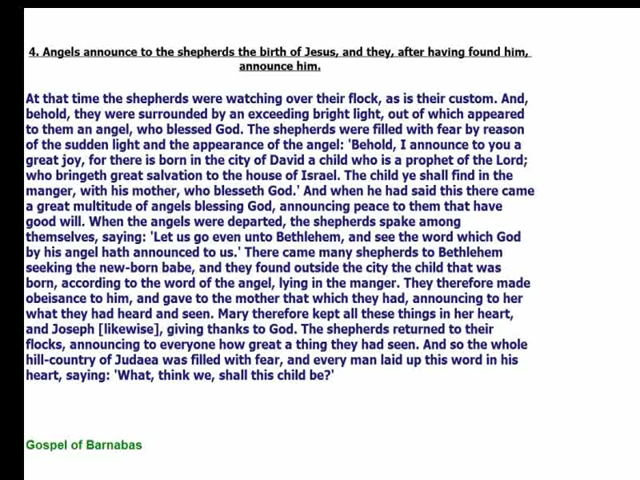 4. Angels announce to the shepherds the birth of Jesus, and they, after having found him,
announce him.
At that time the shepherds were watching over their flock, as is their custom. And,
behold, they were surrounded by an exceeding bright light, out of which appeared
to them an angel, who blessed God. The shepherds were filled with fear by reason
of the sudden light and the appearance of the angel: 'Behold, I announce to you a
great joy, for there is born in the city of David a child who is a prophet of the Lord;
who bringeth great salvation to the house of Israel. The child ye shall find in the
manger, with his mother, who blesseth God.' And when he had said this there came
a great multitude of angels blessing God, announcing peace to them that have
good will. When the angels were departed, the shepherds spake among
themselves, saying: 'Let us go even unto Bethlehem, and see the word which God
by his angel hath announced to us.' There came many shepherds to Bethlehem
seeking the new-born babe, and they found outside the city the child that was
born, according to the word of the angel, lying in the manger. They therefore made
obeisance to him, and gave to the mother that which they had, announcing to her
what they had heard and seen. Mary therefore kept all these things in her heart,
and Joseph [likewise], giving thanks to God. The shepherds returned to their
flocks, announcing to everyone how great a thing they had seen. And so the whole
hill-country of Judaea was filled with fear, and every man laid up this word in his
heart, saying: 'What, think we, shall this child be?'
Gospel of Barnabas